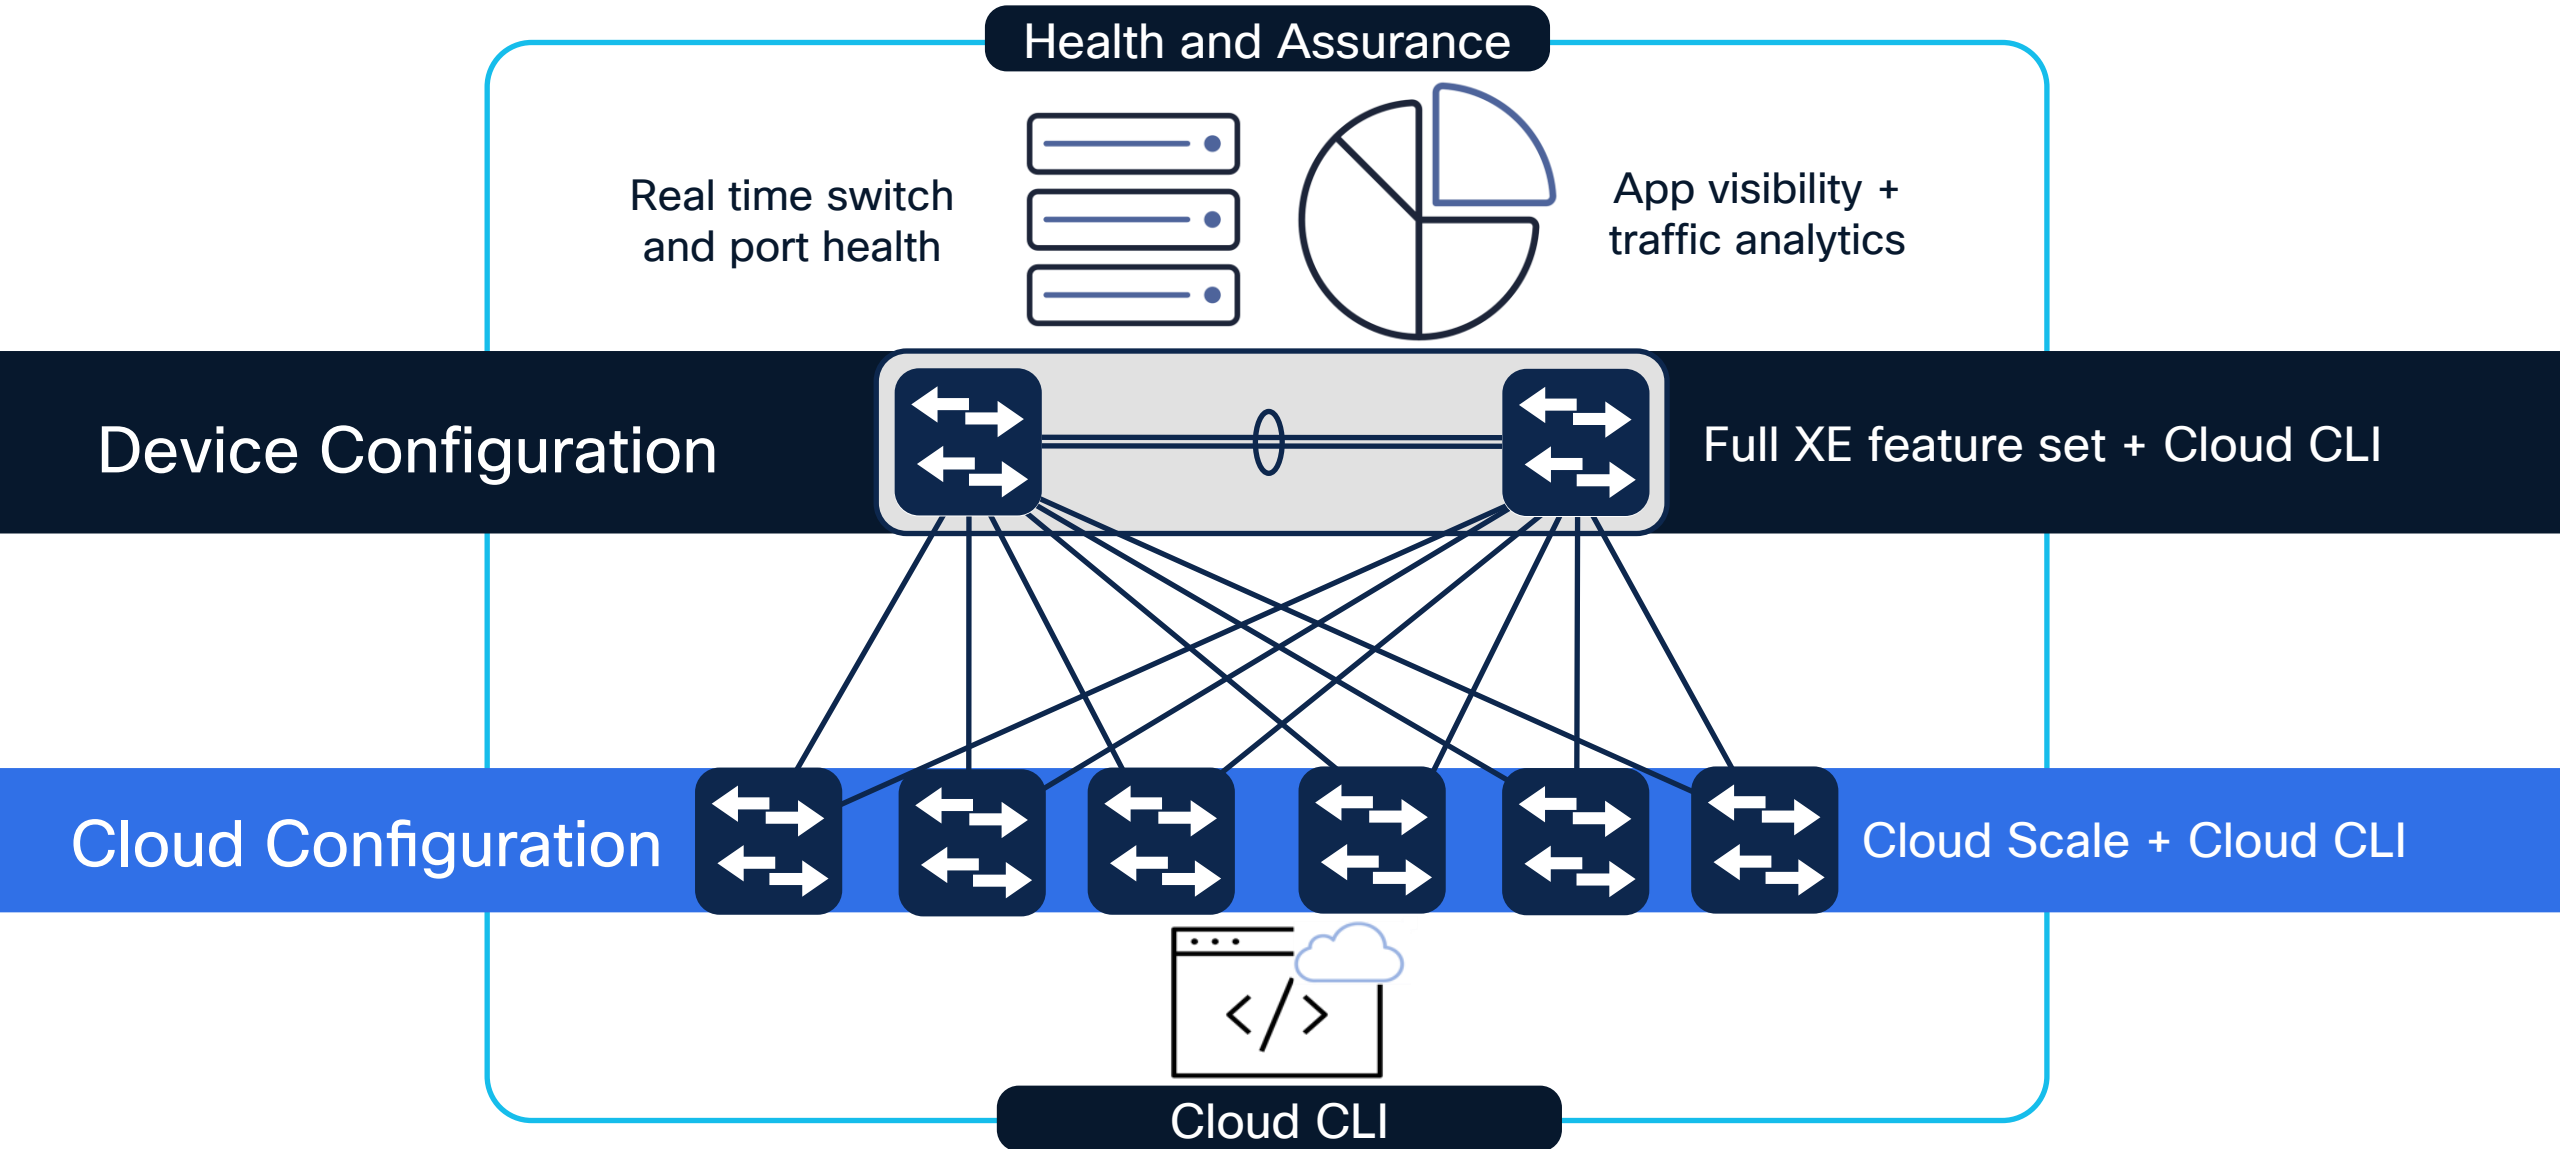 Health and Assurance
Real time switch
and port health
App visibility +
traffic analytics
Device Configuration
Full XE feature set + Cloud CLI
Cloud Configuration
Cloud Scale + Cloud CLI
</>
Cloud CLI